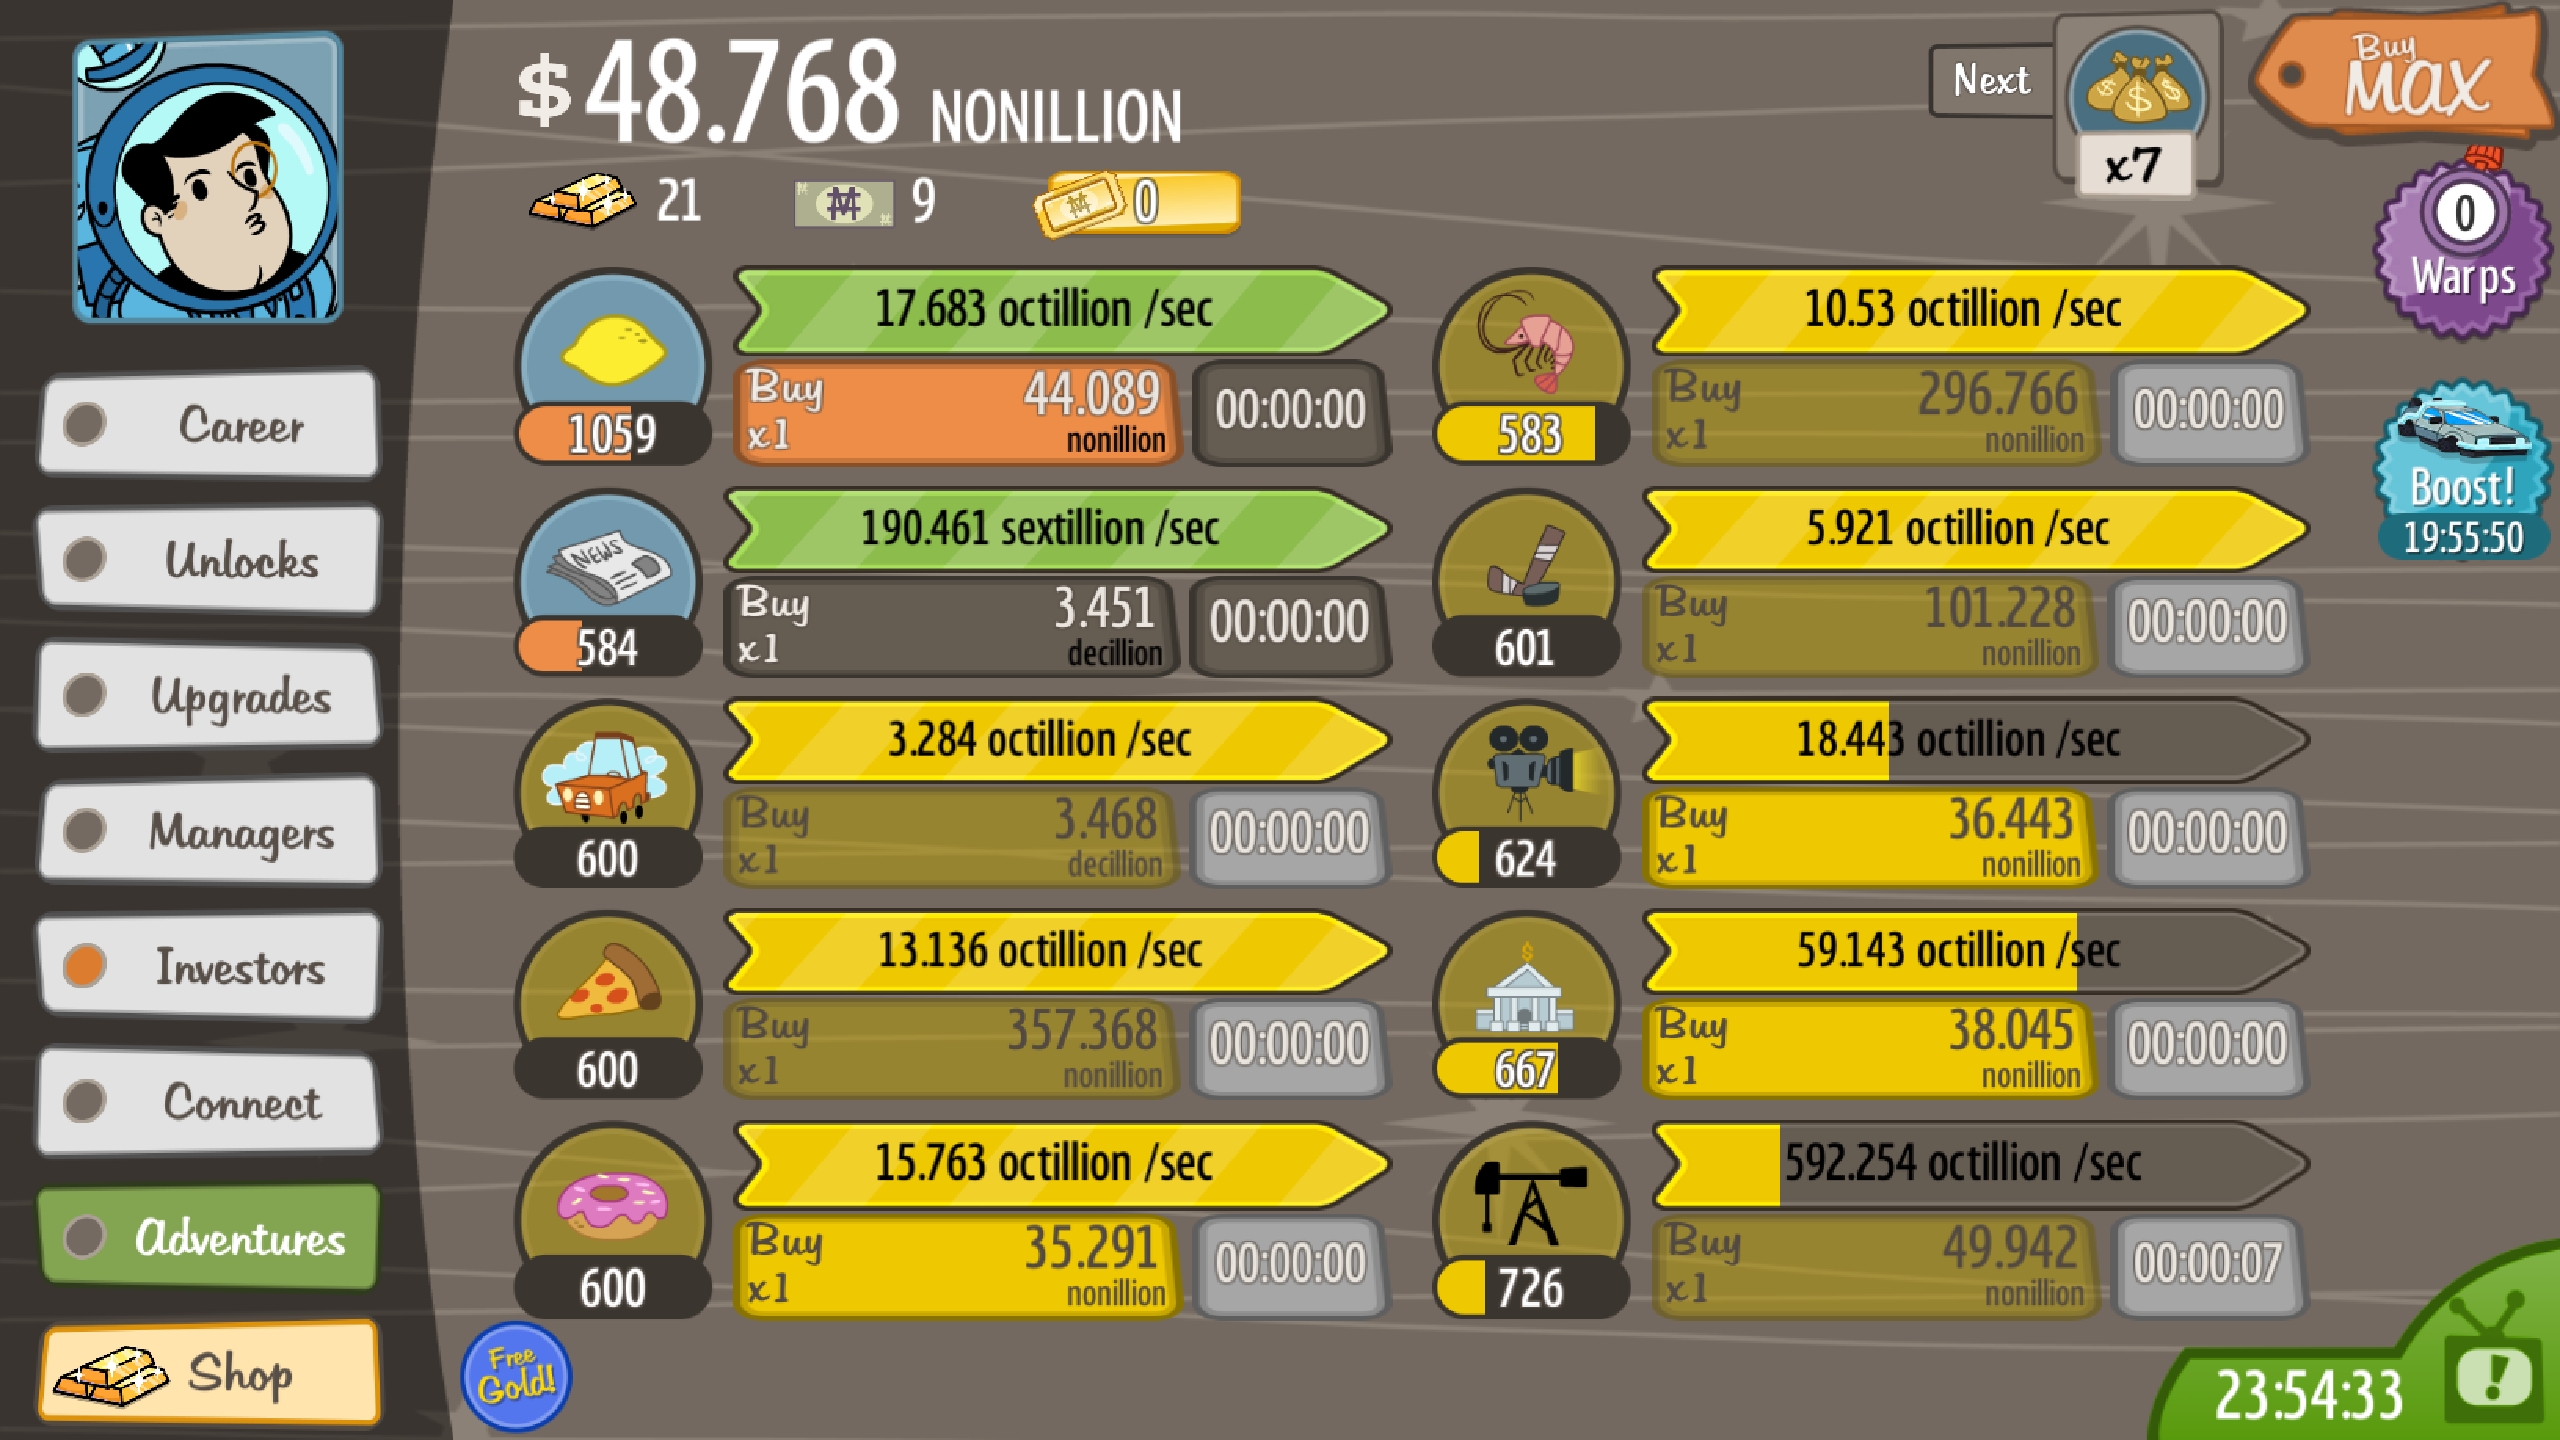 $48.768 NONILLION
Next
x7
Buy
MAX
21
9
0
0
Warps
Boost!
19:55:50
Career
Unlocks
Upgrades
Managers
Investors
Connect
Adventures
Shop
17.683 octillion /sec
Buy 44.089
x1 nonillion
00:00:00
1059
10.53 octillion /sec
Buy 296.766
x1 nonillion
00:00:00
583
NEWS
190.461 sextillion /sec
Buy 3.451
x1 decillion
00:00:00
584
5.921 octillion /sec
Buy 101.228
x1 nonillion
00:00:00
601
3.284 octillion /sec
Buy 3.468
x1 decillion
00:00:00
600
18.443 octillion /sec
Buy 36.443
x1 nonillion
00:00:00
624
13.136 octillion /sec
Buy 357.368
x1 nonillion
00:00:00
600
59.143 octillion /sec
Buy 38.045
x1 nonillion
00:00:00
667
15.763 octillion /sec
Buy 35.291
x1 nonillion
00:00:00
600
592.254 octillion /sec
Buy 49.942
x1 nonillion
00:00:07
726
Free
Gold!
23:54:33
!